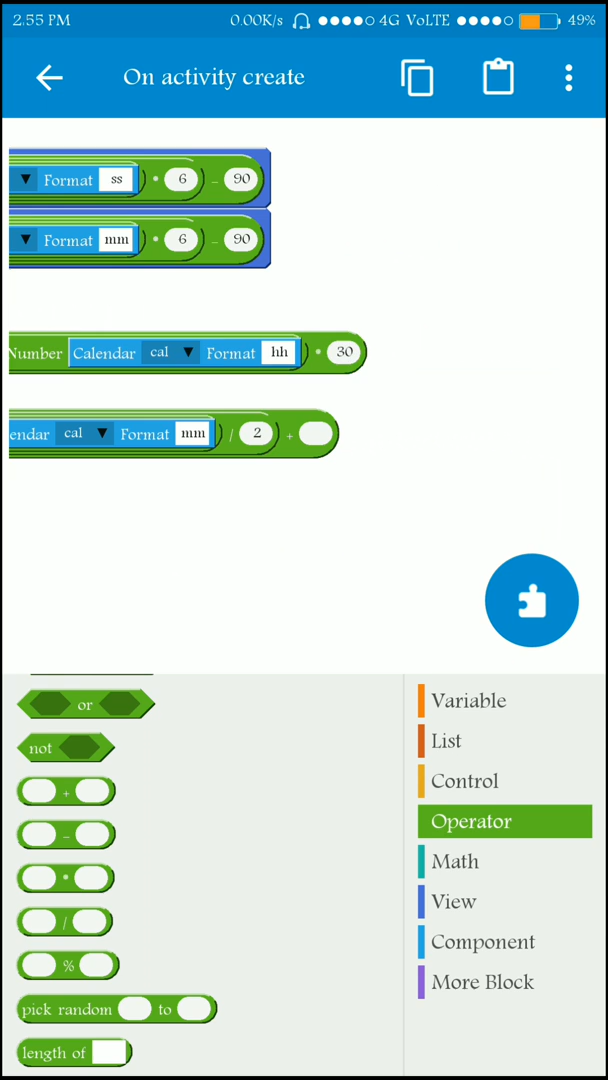 2.55 PM 0.00K/s 4G VoLTE 49%
On activity create
▼ Format ss * 6 - 90
▼ Format mm * 6 - 90
Number Calendar cal ▼ Format hh * 30
endar cal ▼ Format mm / 2 +
or
not
+
-
*
/
%
pick random to
length of
Variable
List
Control
Operator
Math
View
Component
More Block